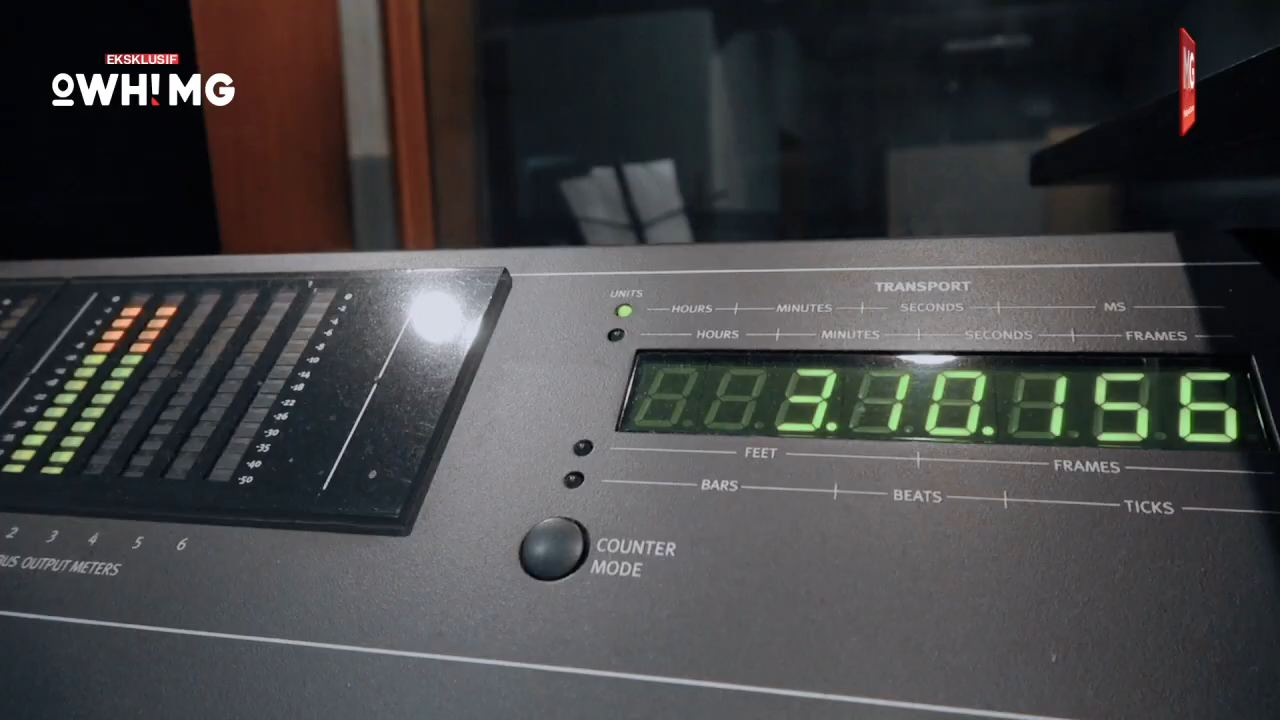 EKSKLUSIF
OWH! MG
MG
TRANSPORT
UNITS
HOURS MINUTES SECONDS MS
HOURS MINUTES SECONDS FRAMES
3.10.156
FEET FRAMES
BARS BEATS TICKS
COUNTER
MODE
2 3 4 5 6
BUS OUTPUT METERS